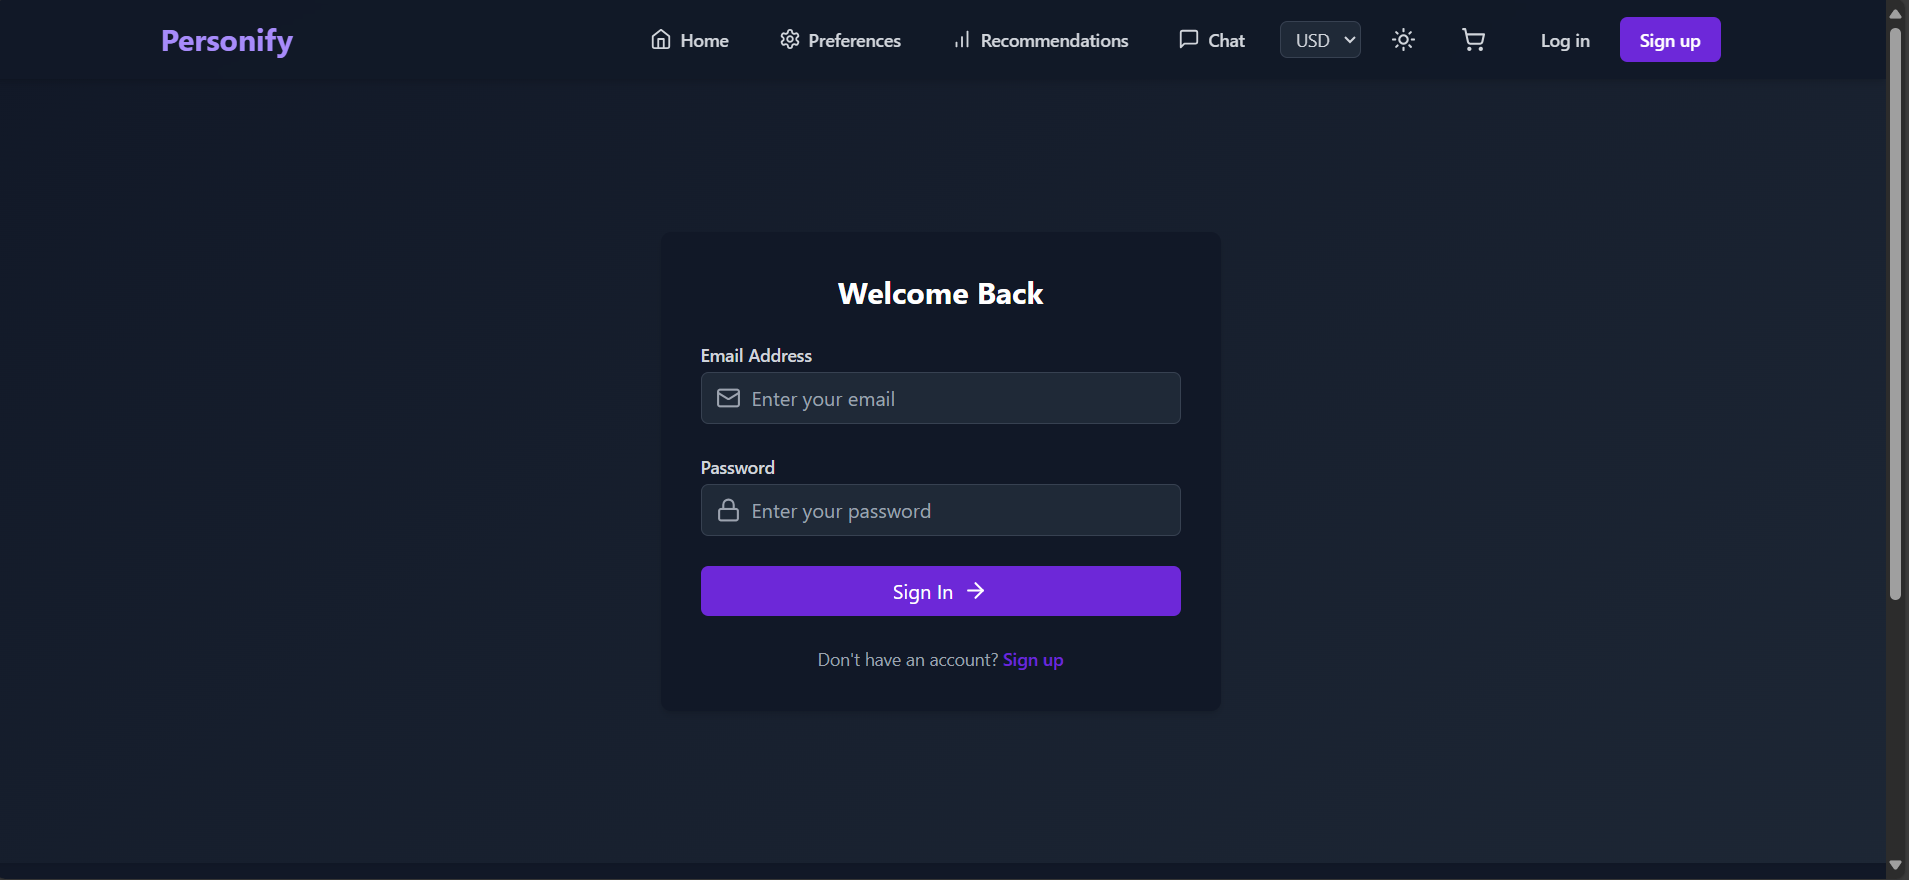 Personify
Home
Preferences
Recommendations
Chat
USD
Log in
Sign up
Welcome Back
Email Address
Enter your email
Password
Enter your password
Sign In
Don't have an account? Sign up